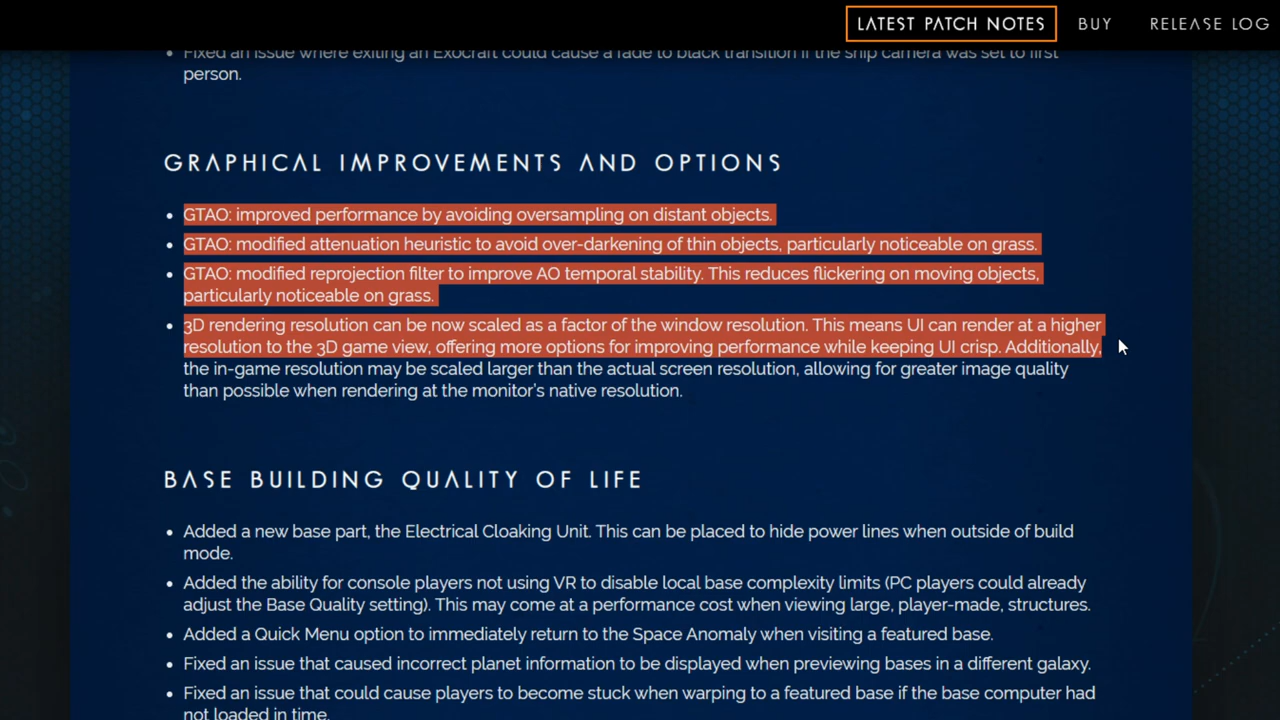 LATEST PATCH NOTES BUY RELEASE LOG
Fixed an issue where exiting an Exocraft could cause a fade to black transition if the ship camera was set to first
person.
GRAPHICAL IMPROVEMENTS AND OPTIONS
GTAO: improved performance by avoiding oversampling on distant objects.
GTAO: modified attenuation heuristic to avoid over-darkening of thin objects, particularly noticeable on grass.
GTAO: modified reprojection filter to improve AO temporal stability. This reduces flickering on moving objects,
particularly noticeable on grass.
3D rendering resolution can be now scaled as a factor of the window resolution. This means UI can render at a higher
resolution to the 3D game view, offering more options for improving performance while keeping UI crisp. Additionally,
the in-game resolution may be scaled larger than the actual screen resolution, allowing for greater image quality
than possible when rendering at the monitor's native resolution.
BASE BUILDING QUALITY OF LIFE
Added a new base part, the Electrical Cloaking Unit. This can be placed to hide power lines when outside of build
mode.
Added the ability for console players not using VR to disable local base complexity limits (PC players could already
adjust the Base Quality setting). This may come at a performance cost when viewing large, player-made, structures.
Added a Quick Menu option to immediately return to the Space Anomaly when visiting a featured base.
Fixed an issue that caused incorrect planet information to be displayed when previewing bases in a different galaxy.
Fixed an issue that could cause players to become stuck when warping to a featured base if the base computer had
not loaded in time.